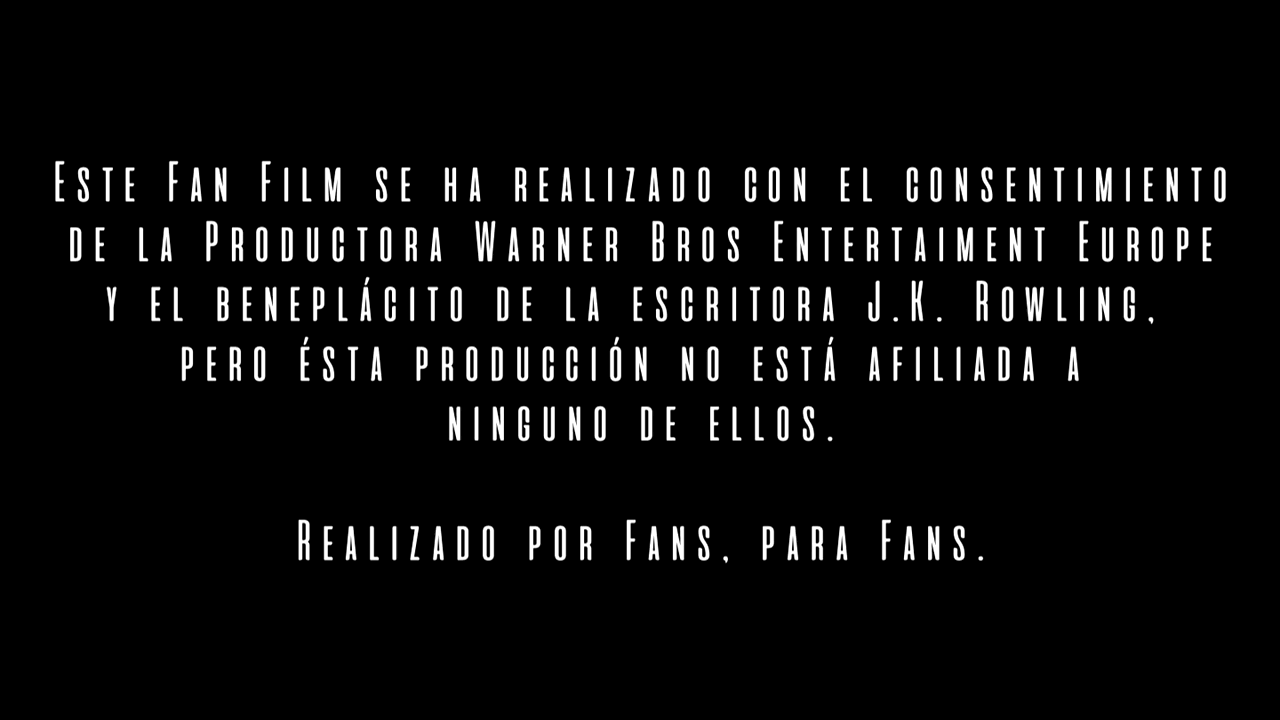 Este Fan Film se ha realizado con el consentimiento
de la Productora Warner Bros Entertaiment Europe
y el beneplácito de la escritora J.K. Rowling,
pero ésta producción no está afiliada a
ninguno de ellos.
Realizado por Fans, para Fans.